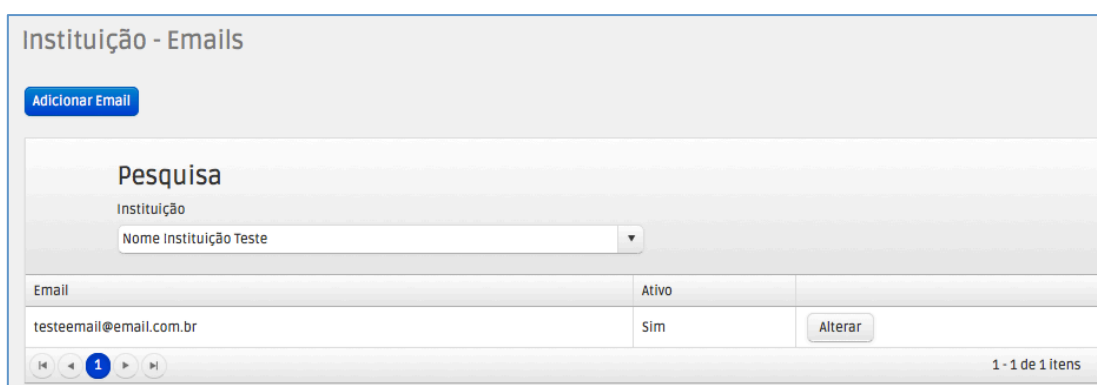 Instituição - Emails
Adicionar Email
Pesquisa
Instituição
Nome Instituição Teste
Email Ativo
testeemail@email.com.br Sim Alterar
1 1 - 1 de 1 itens